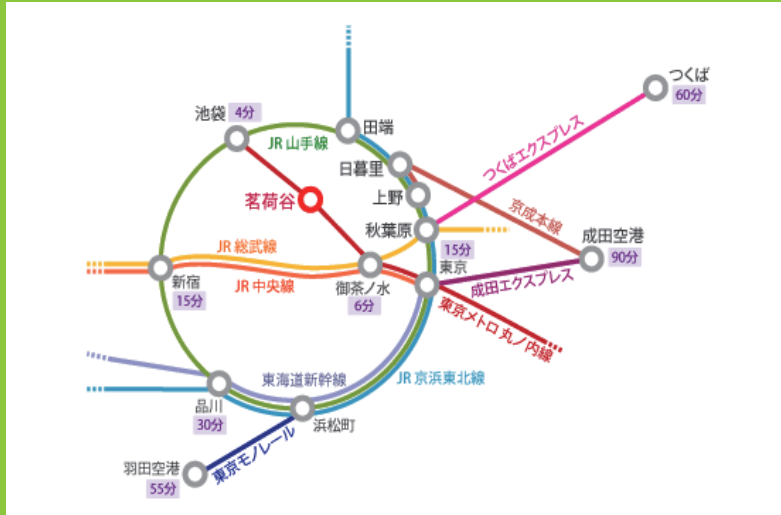 池袋 4分
田端
JR 山手線
日暮里
つくば
60分
つくばエクスプレス
茗荷谷
上野
京成本線
秋葉原
成田空港
90分
JR 総武線
15分
東京
成田エクスプレス
新宿
15分
JR 中央線
御茶ノ水
6分
東京メトロ 丸ノ内線
東海道新幹線
JR 京浜東北線
品川
30分
浜松町
東京モノレール
羽田空港
55分